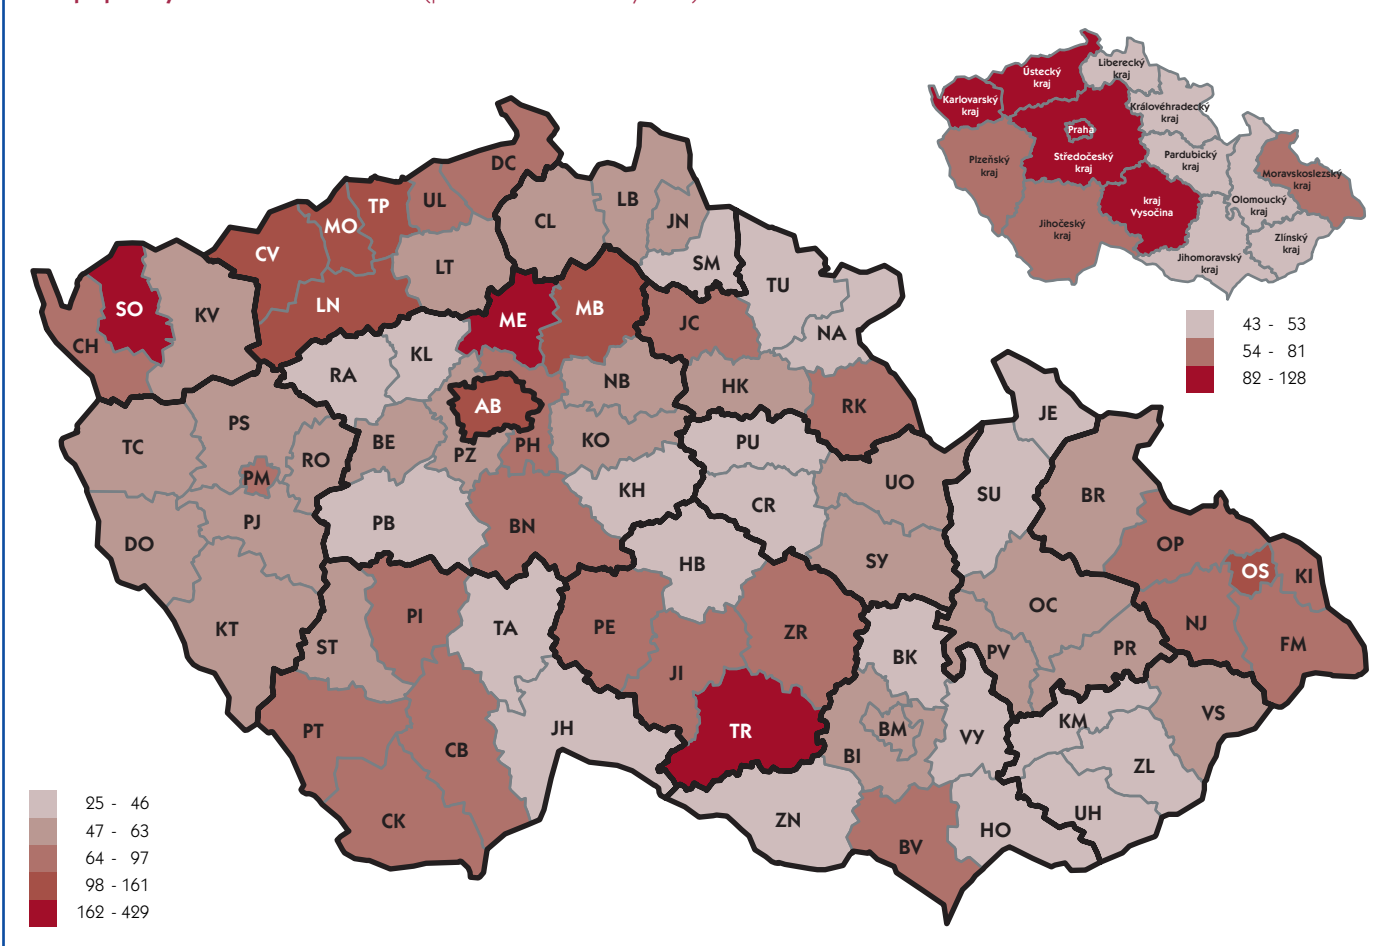 Liberecký
kraj
Ústecký
kraj
Karlovarský
kraj
Královéhradecký
kraj
Praha
Plzeňský
kraj
Středočeský
kraj
Pardubický
kraj
Moravskoslezský
kraj
kraj
Vysočina
Olomoucký
kraj
Jihočeský
kraj
Zlínský
kraj
Jihomoravský
kraj
43 - 53
54 - 81
82 - 128
DC
TP
UL
MO
CL
LB
JN
CV
LT
SM
TU
SO
KV
LN
ME
MB
JC
NA
CH
KL
RA
NB
HK
AB
RK
JE
TC
PS
BE
PZ
PH
KO
PU
RO
PM
KH
CR
UO
SU
BR
DO
PJ
PB
BN
HB
SY
OP
OS
KI
KT
ST
PI
TA
PE
ZR
OC
NJ
FM
JI
BK
PV
PR
PT
CB
JH
TR
BM
BI
VY
KM
VS
ZL
CK
ZN
BV
HO
UH
25 - 46
47 - 63
64 - 97
98 - 161
162 - 429